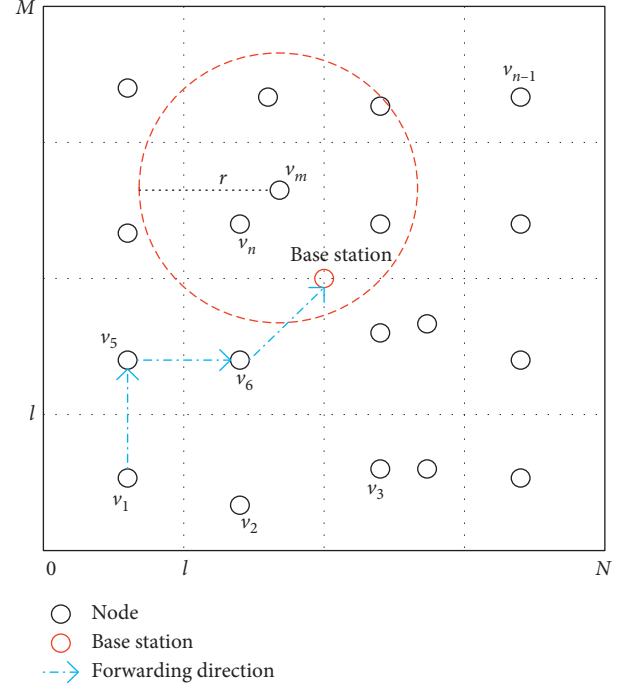 M
v_{n–1}
r
v_m
v_n
Base station
v_5
v_6
l
v_1
v_2
v_3
0
l
N
Node
Base station
Forwarding direction